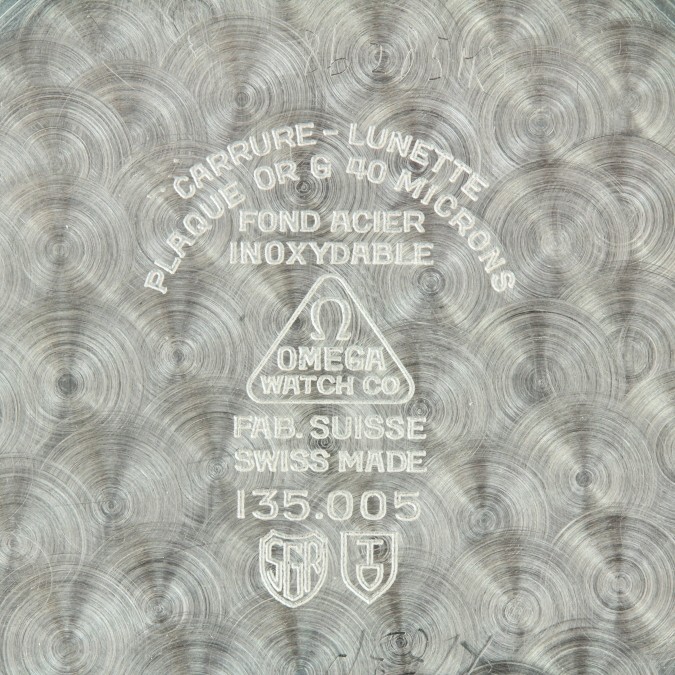 CARRURE - LUNETTE
PLAQUE OR G 40 MICRONS
FOND ACIER
INOXYDABLE
Ω
OMEGA
WATCH CO
FAB. SUISSE
SWISS MADE
135.005
SGR TO